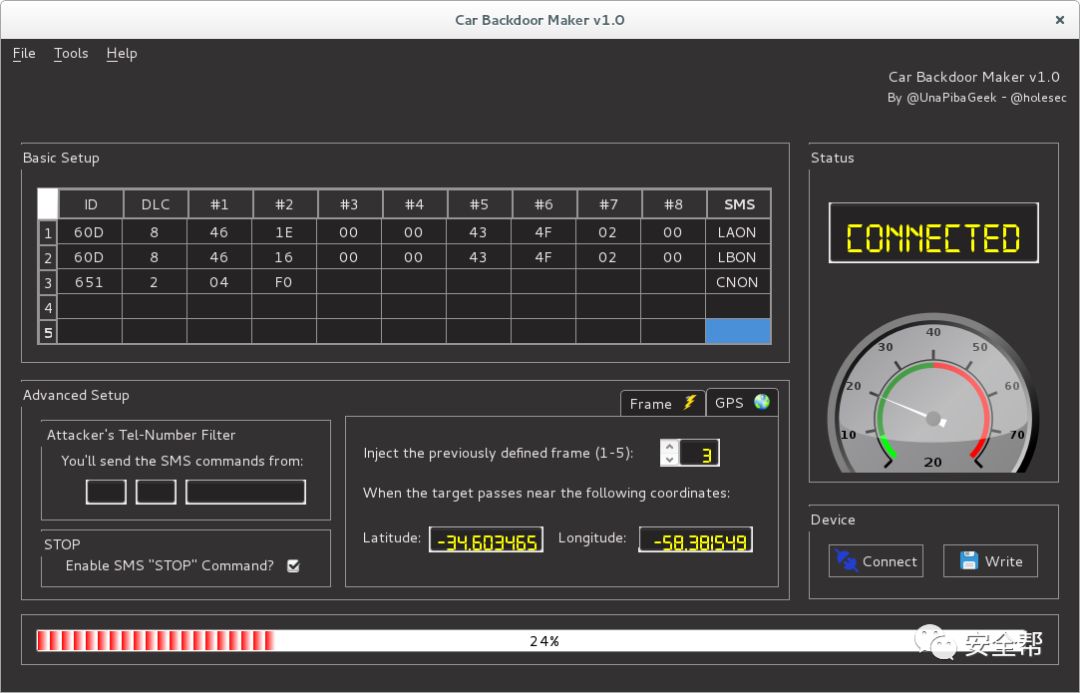 Car Backdoor Maker v1.0
File Tools Help
Car Backdoor Maker v1.0
By @UnaPibaGeek - @holesec
Basic Setup
ID DLC #1 #2 #3 #4 #5 #6 #7 #8 SMS
1 60D 8 46 1E 00 00 43 4F 02 00 LAON
2 60D 8 46 16 00 00 43 4F 02 00 LBON
3 651 2 04 F0 CNON
4
5
Status
CONNECTED
10 20 30 40 50 60 70
20
Advanced Setup
Attacker's Tel-Number Filter
You'll send the SMS commands from:
STOP
Enable SMS "STOP" Command?
Frame GPS
Inject the previously defined frame (1-5): 3
When the target passes near the following coordinates:
Latitude: -34.603465 Longitude: -58.381549
Device
Connect Write
24%
安全帮